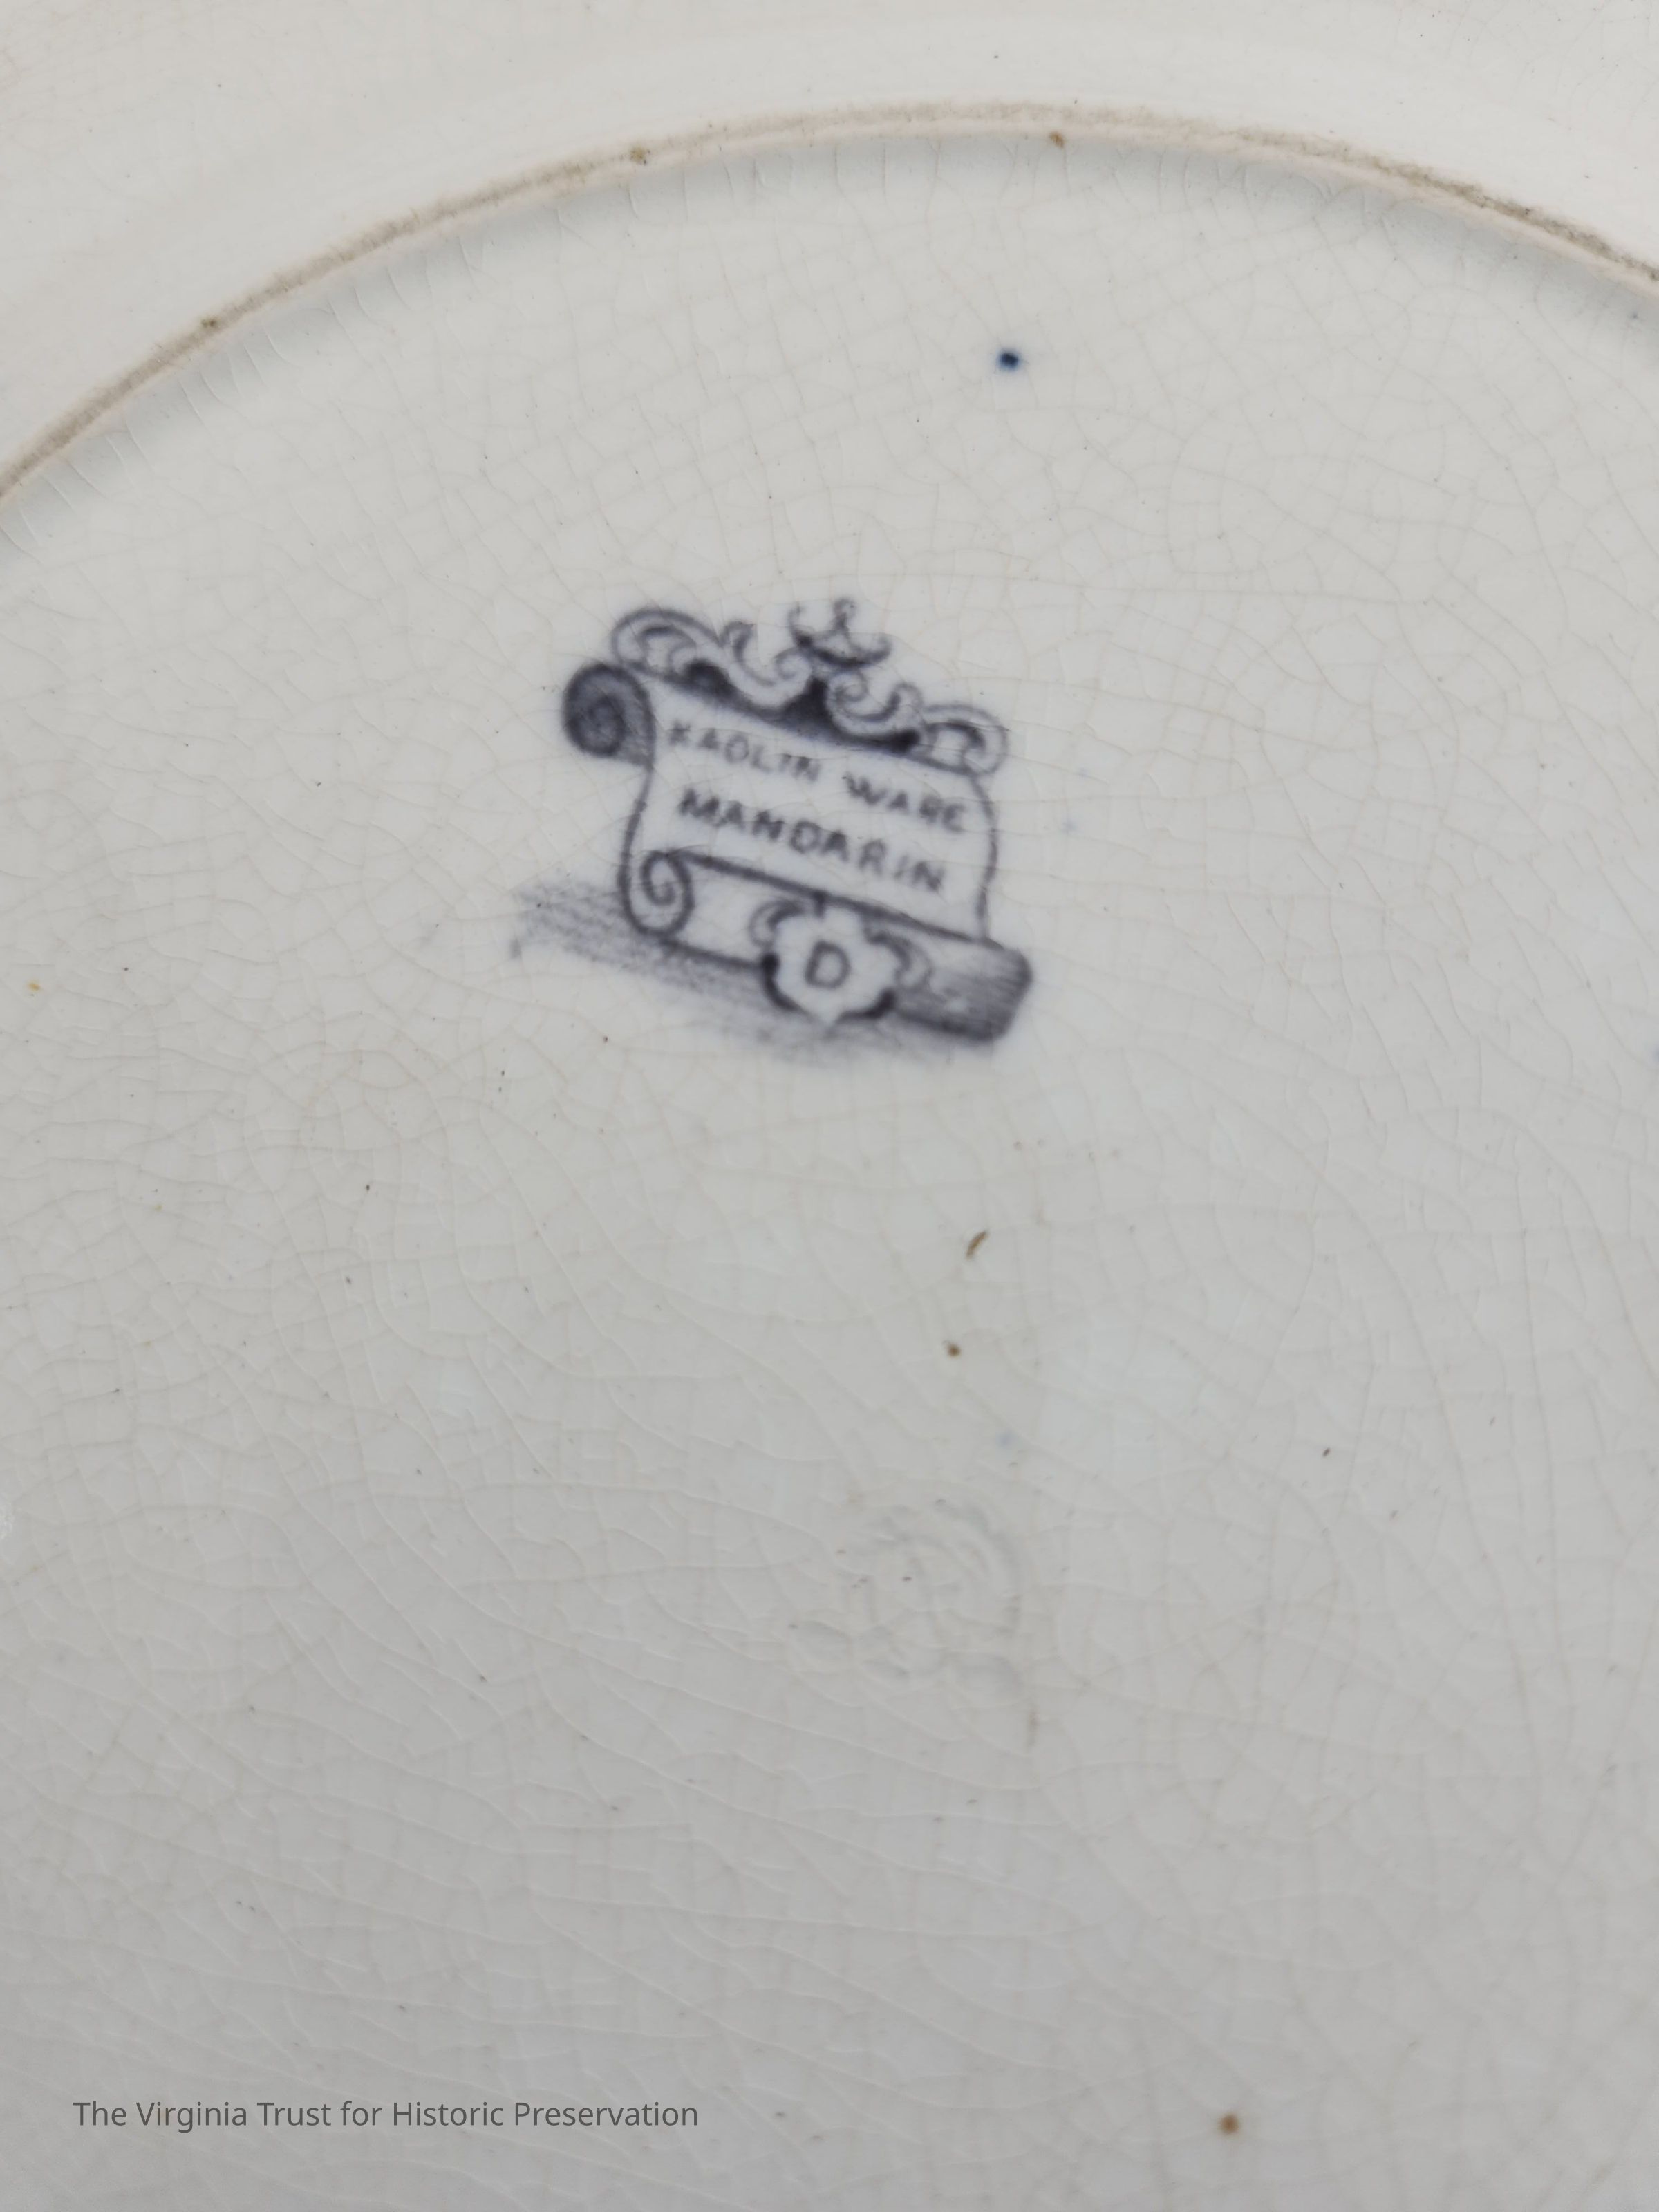 KAOLIN WARE
MANDARIN
D
The Virginia Trust for Historic Preservation